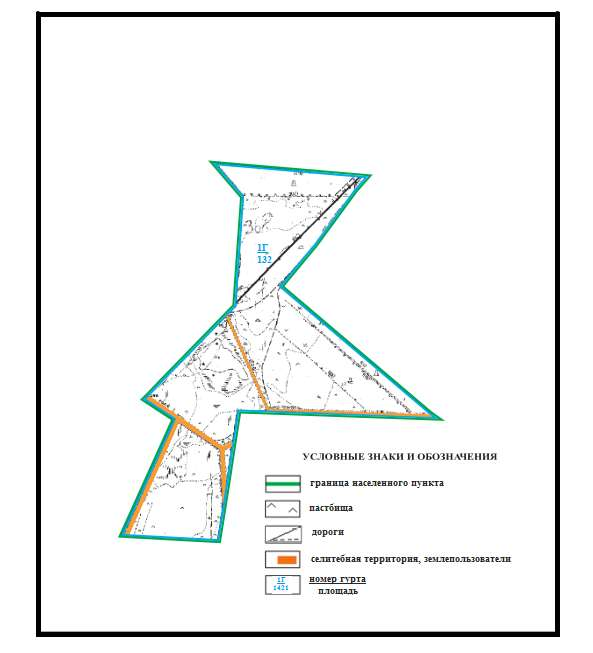 1Г
132
УСЛОВНЫЕ ЗНАКИ И ОБОЗНАЧЕНИЯ
граница населенного пункта
пастбища
дороги
селитебная территория, землепользователи
1Г
1421
номер гурта
площадь